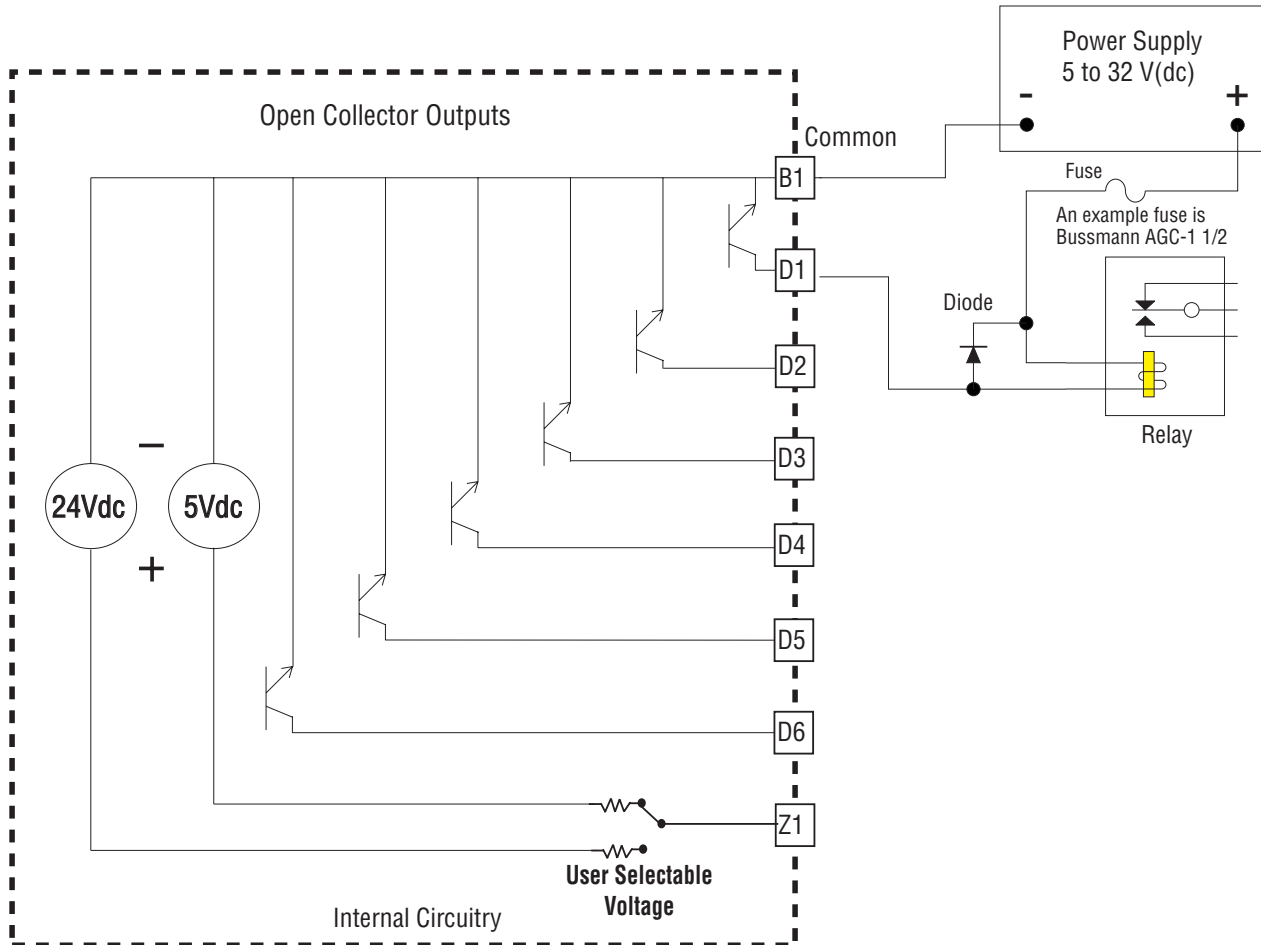 Power Supply
5 to 32 V(dc)
-
+
Open Collector Outputs
Common
B1
Fuse
An example fuse is
Bussmann AGC-1 1/2
D1
Diode
D2
Relay
D3
24Vdc
–
+
5Vdc
D4
D5
D6
Z1
User Selectable
Voltage
Internal Circuitry